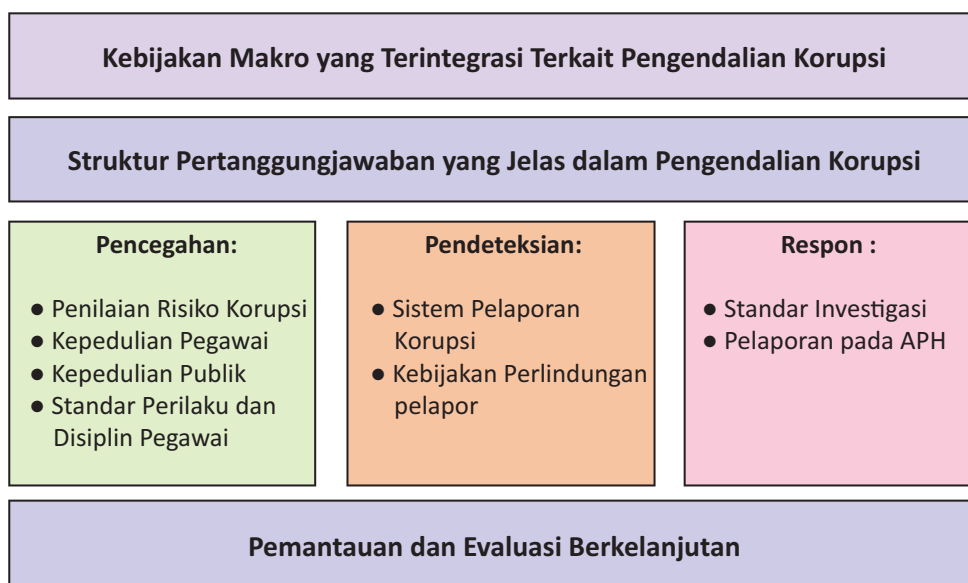 Kebijakan Makro yang Terintegrasi Terkait Pengendalian Korupsi
Struktur Pertanggungjawaban yang Jelas dalam Pengendalian Korupsi
Pencegahan:
● Penilaian Risiko Korupsi
● Kepedulian Pegawai
● Kepedulian Publik
● Standar Perilaku dan
Disiplin Pegawai
Pendeteksian:
● Sistem Pelaporan
Korupsi
● Kebijakan Perlindungan
pelapor
Respon :
● Standar Investigasi
● Pelaporan pada APH
Pemantauan dan Evaluasi Berkelanjutan